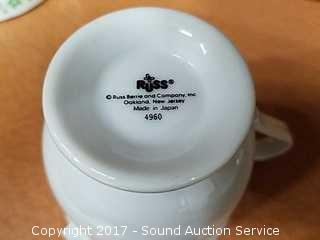 RUSS®
© Russ Berrie and Company, Inc.
Oakland, New Jersey
Made in Japan
4960
Copyright 2017 - Sound Auction Service